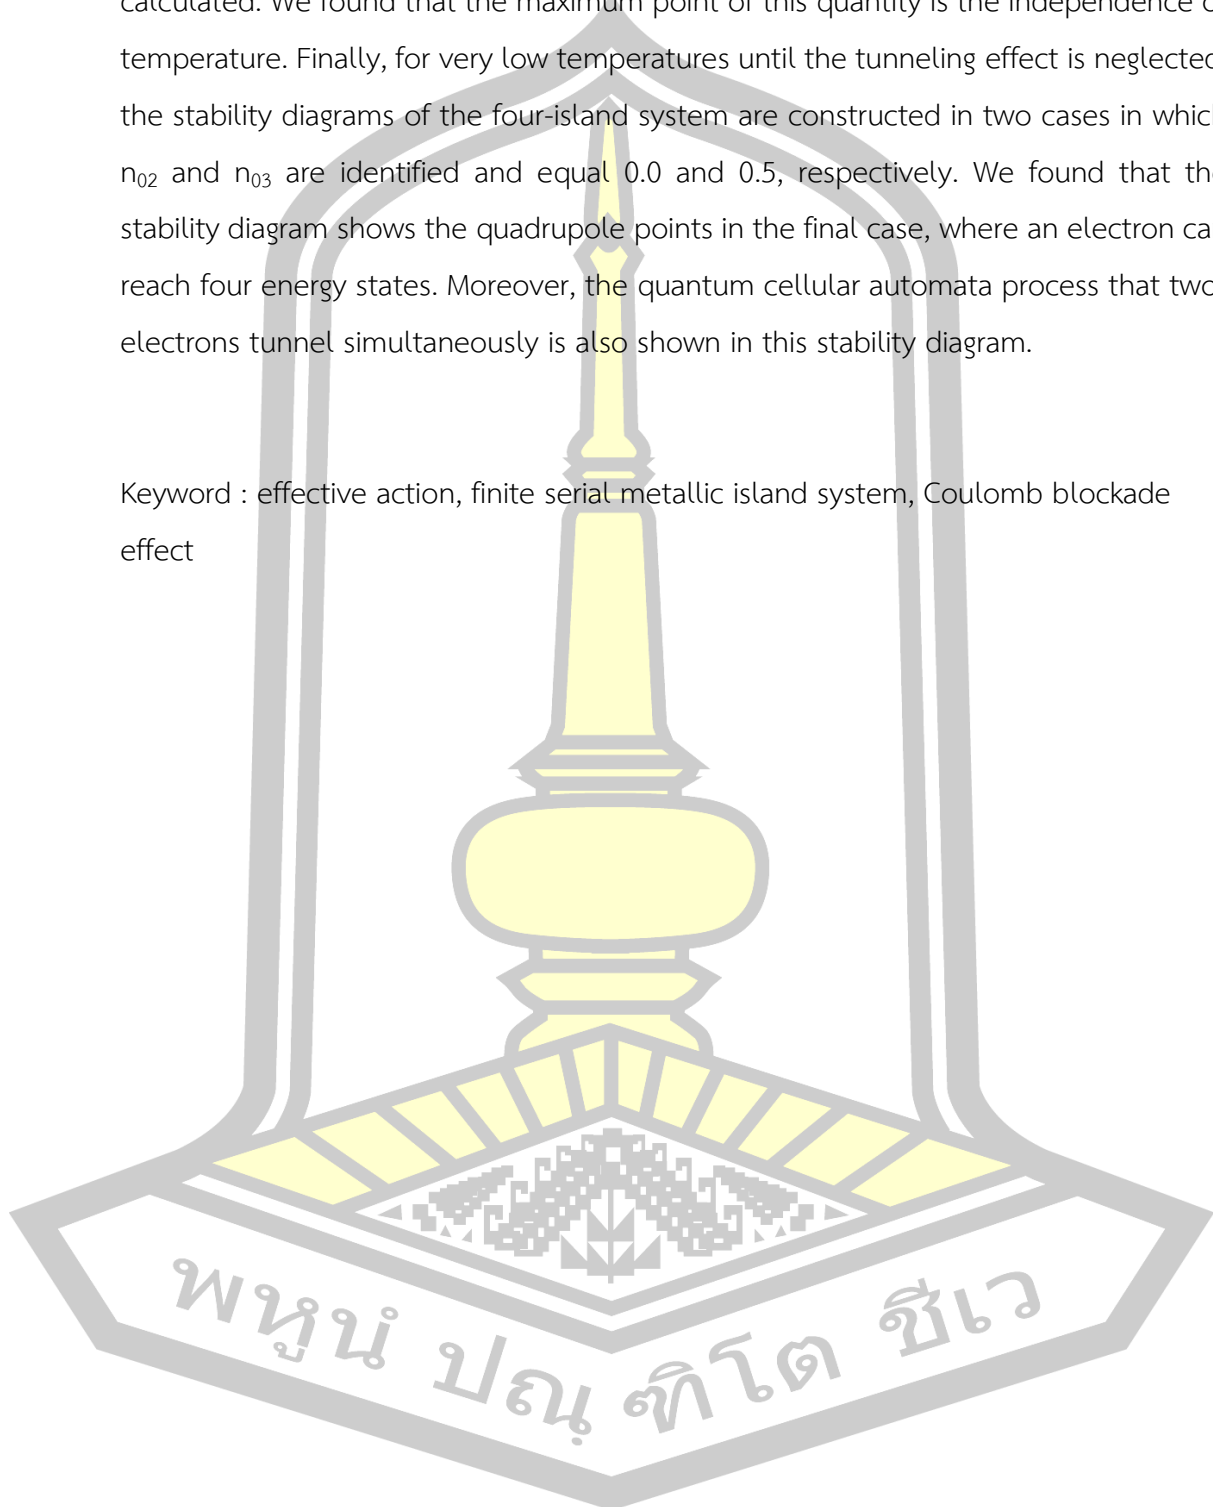 calculated. We found that the maximum point of this quantity is the independence
temperature. Finally, for very low temperatures until the tunneling effect is neglected
the stability diagrams of the four-island system are constructed in two cases in
n₀₂ and n₀₃ are identified and equal 0.0 and 0.5, respectively. We found that
stability diagram shows the quadrupole points in the final case, where an electron
reach four energy states. Moreover, the quantum cellular automata process that two
electrons tunnel simultaneously is also shown in this stability diagram.
Keyword : effective action, finite serial metallic island system, Coulomb blockade
effect
พหูนํ ปณฺฑิโต ชีเว